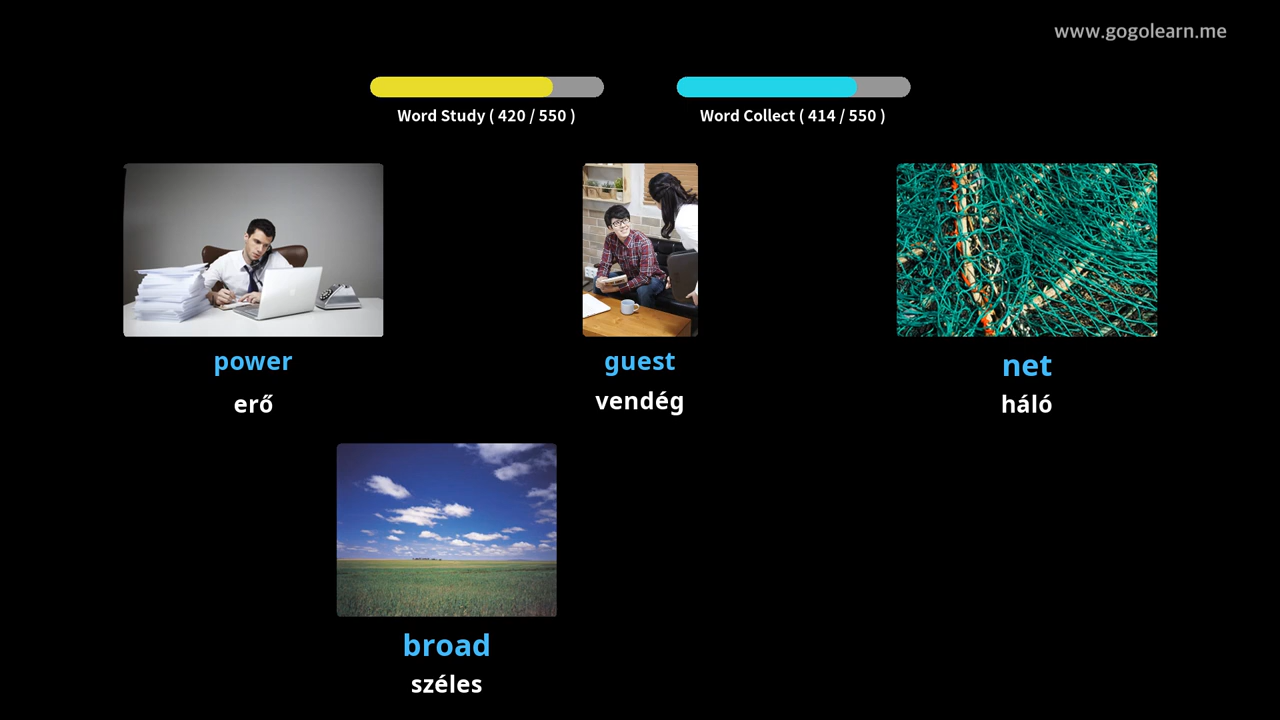 www.gogolearn.me
Word Study ( 420 / 550 )
Word Collect ( 414 / 550 )
power
erő
guest
vendég
net
háló
broad
széles